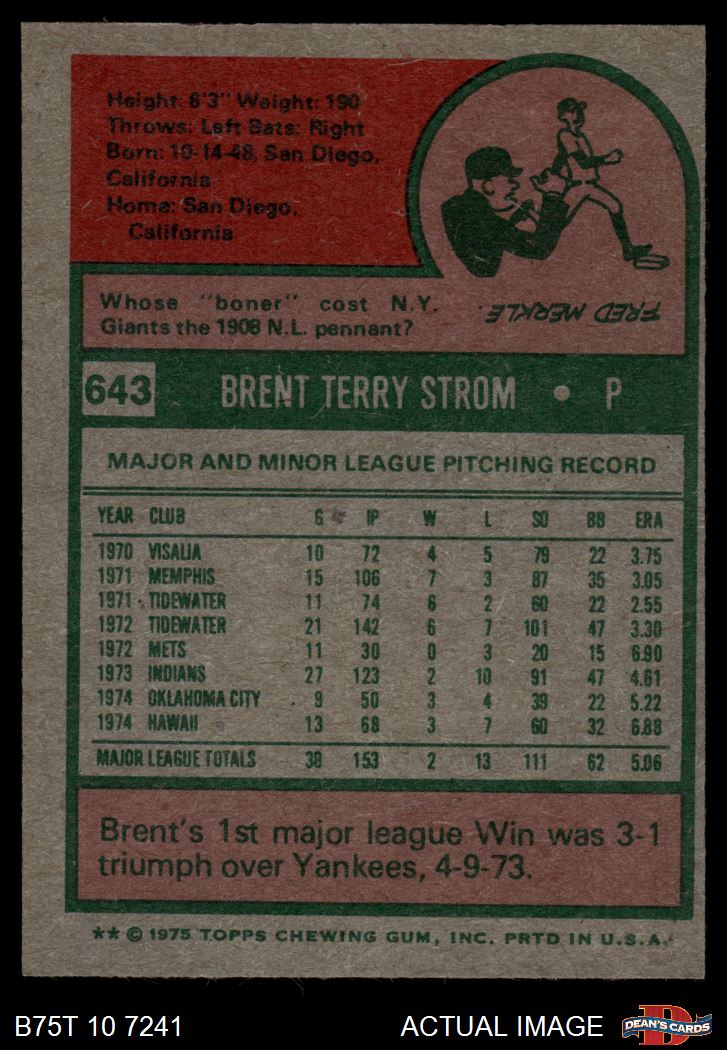 Height: 6'3" Weight: 190
Throws: Left Bats: Right
Born: 10-14-48, San Diego,
California
Home: San Diego,
California
Whose "boner" cost N.Y.
Giants the 1908 N.L. pennant?
FRED MERKLE.
643 BRENT TERRY STROM • P
MAJOR AND MINOR LEAGUE PITCHING RECORD
YEAR CLUB G IP W L SO BB ERA
1970 VISALIA 10 72 4 5 79 22 3.75
1971 MEMPHIS 15 106 7 3 87 35 3.05
1971 TIDEWATER 11 74 6 2 60 22 2.55
1972 TIDEWATER 21 142 6 7 101 47 3.30
1972 METS 11 30 0 3 20 15 6.90
1973 INDIANS 27 123 2 10 91 47 4.61
1974 OKLAHOMA CITY 9 50 3 4 39 22 5.22
1974 HAWAII 13 68 3 7 60 32 6.88
MAJOR LEAGUE TOTALS 38 153 2 13 111 62 5.06
Brent's 1st major league Win was 3-1
triumph over Yankees, 4-9-73.
** © 1975 TOPPS CHEWING GUM, INC. PRTD IN U.S.A.
B75T 10 7241 ACTUAL IMAGE D DEAN'S CARDS